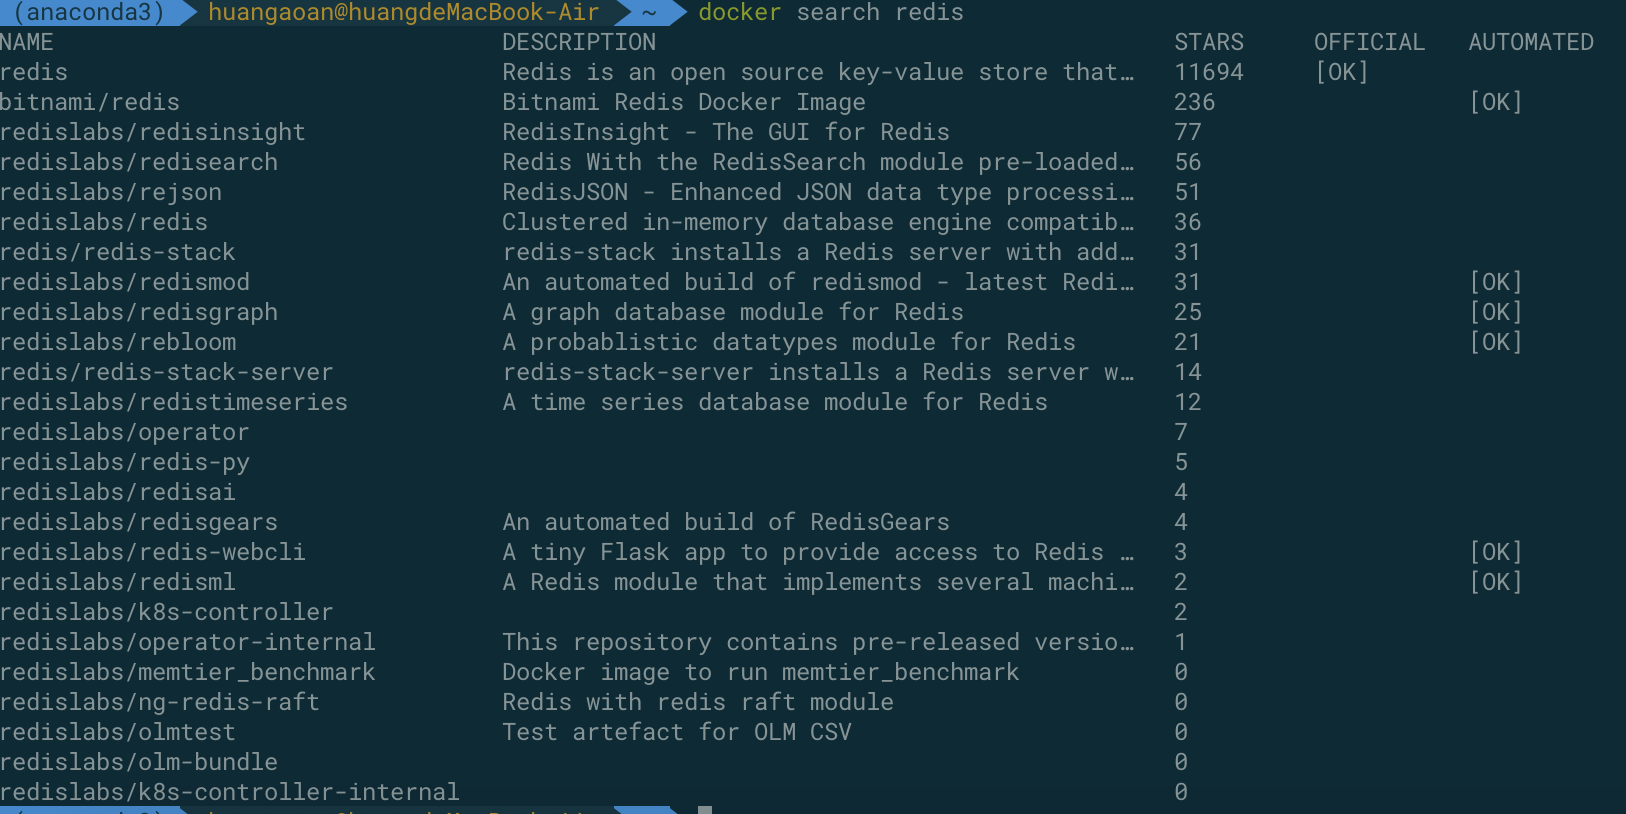 (anaconda3) huangaoan@huangdeMacBook-Air ~ docker search redis
NAME DESCRIPTION STARS OFFICIAL AUTOMATED
redis Redis is an open source key-value store that… 11694 [OK]
bitnami/redis Bitnami Redis Docker Image 236 [OK]
redislabs/redisinsight RedisInsight - The GUI for Redis 77
redislabs/redisearch Redis With the RedisSearch module pre-loaded… 56
redislabs/rejson RedisJSON - Enhanced JSON data type processi… 51
redislabs/redis Clustered in-memory database engine compatib… 36
redis/redis-stack redis-stack installs a Redis server with add… 31
redislabs/redismod An automated build of redismod - latest Redi… 31 [OK]
redislabs/redisgraph A graph database module for Redis 25 [OK]
redislabs/rebloom A probablistic datatypes module for Redis 21 [OK]
redis/redis-stack-server redis-stack-server installs a Redis server w… 14
redislabs/redistimeseries A time series database module for Redis 12
redislabs/operator 7
redislabs/redis-py 5
redislabs/redisai 4
redislabs/redisgears An automated build of RedisGears 4
redislabs/redis-webcli A tiny Flask app to provide access to Redis … 3 [OK]
redislabs/redisml A Redis module that implements several machi… 2 [OK]
redislabs/k8s-controller 2
redislabs/operator-internal This repository contains pre-released versio… 1
redislabs/memtier_benchmark Docker image to run memtier_benchmark 0
redislabs/ng-redis-raft Redis with redis raft module 0
redislabs/olmtest Test artefact for OLM CSV 0
redislabs/olm-bundle 0
redislabs/k8s-controller-internal 0